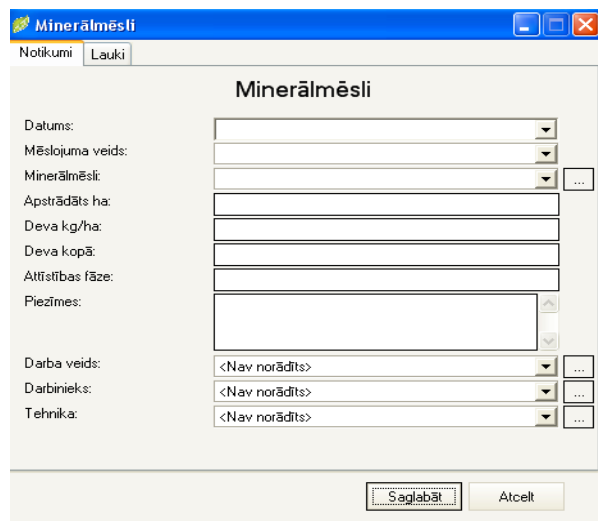 Minerālmēsli
Notikumi Lauki
Minerālmēsli
Datums:
Mēslojuma veids:
Minerālmēsli: ...
Apstrādāts ha:
Deva kg/ha:
Deva kopā:
Attīstības fāze:
Piezīmes:
Darba veids: <Nav norādīts> ...
Darbinieks: <Nav norādīts> ...
Tehnika: <Nav norādīts> ...
Saglabāt Atcelt